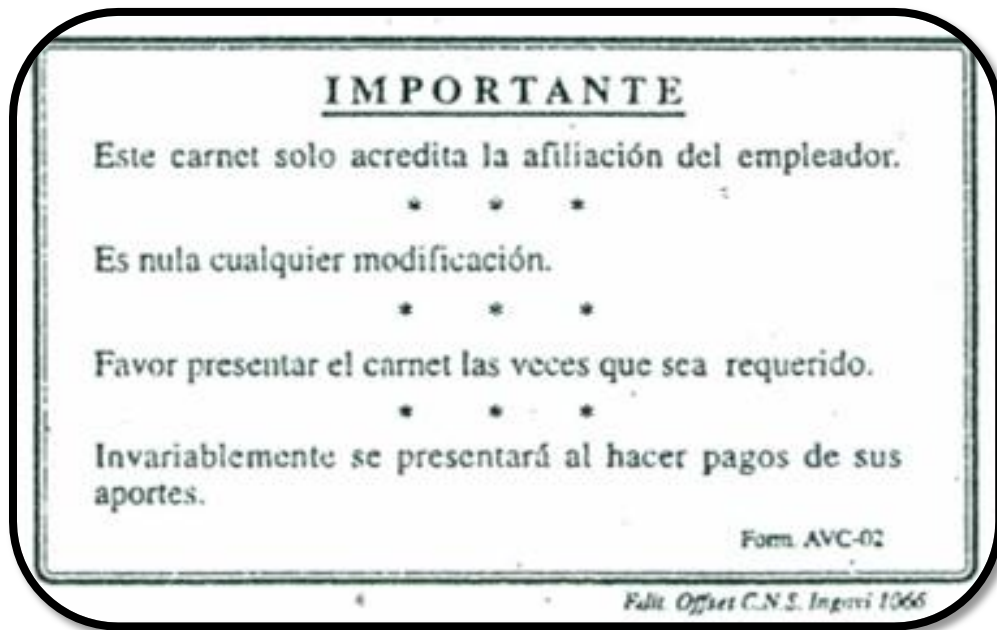 IMPORTANTE
Este carnet solo acredita la afiliación del empleador.
* * *
Es nula cualquier modificación.
* * *
Favor presentar el carnet las veces que sea requerido.
* * *
Invariablemente se presentará al hacer pagos de sus
aportes.
Form. AVC-02
Edit. Offset C.N.S. Ingavi 1066